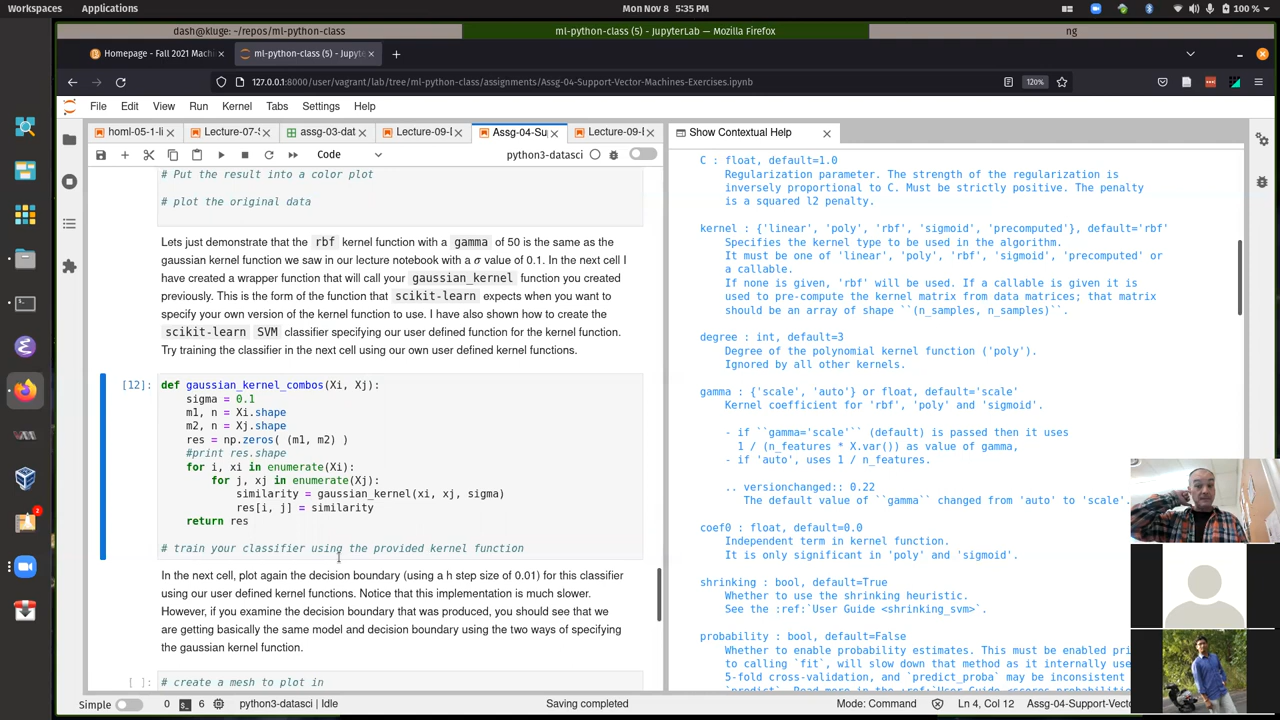 Places
Applications
Mon Nov 8  5:35 PM
100 %
dash@kluge: ~/repos/ml-python-class
ml-python-class (5) - JupyterLab — Mozilla Firefox
ng
Homepage - Fall 2021 Mach
ml-python-class (5) - Jupyte
127.0.0.1:8000/user/vagrant/lab/tree/ml-python-class/assignments/Assg-04-Support-Vector-Machines-Exercises.ipynb
120%
File Edit View Run Kernel Tabs Settings Help
homl-05-1-li
Lecture-07-
assg-03-dat
Lecture-09-
Assg-04-Su
Lecture-09-
Show Contextual Help
Code
python3-datasci
# Put the result into a color plot
# plot the original data
Lets just demonstrate that the rbf kernel function with a gamma of 50 is the same as the
gaussian kernel function we saw in our lecture notebook with a σ value of 0.1. In the next cell I
have created a wrapper function that will call your gaussian_kernel function you created
previously. This is the form of the function that scikit-learn expects when you want to
specify your own version of the kernel function to use. I have also shown how to create the
scikit-learn SVM classifier specifying our user defined function for the kernel function.
Try training the classifier in the next cell using our own user defined kernel functions.
[12]: def gaussian_kernel_combos(Xi, Xj):
sigma = 0.1
m1, n = Xi.shape
m2, n = Xj.shape
res = np.zeros( (m1, m2) )
#print res.shape
for i, xi in enumerate(Xi):
for j, xj in enumerate(Xj):
similarity = gaussian_kernel(xi, xj, sigma)
res[i, j] = similarity
return res
# train your classifier using the provided kernel function
In the next cell, plot again the decision boundary (using a h step size of 0.01) for this classifier
using our user defined kernel functions. Notice that this implementation is much slower.
However, if you examine the decision boundary that was produced, you should see that we
are getting basically the same model and decision boundary using the two ways of specifying
the gaussian kernel function.
[ ]: # create a mesh to plot in
C : float, default=1.0
Regularization parameter. The strength of the regularization is
inversely proportional to C. Must be strictly positive. The penalty
is a squared l2 penalty.
kernel : {'linear', 'poly', 'rbf', 'sigmoid', 'precomputed'}, default='rbf'
Specifies the kernel type to be used in the algorithm.
It must be one of 'linear', 'poly', 'rbf', 'sigmoid', 'precomputed' or
a callable.
If none is given, 'rbf' will be used. If a callable is given it is
used to pre-compute the kernel matrix from data matrices; that matrix
should be an array of shape ``(n_samples, n_samples)``.
degree : int, default=3
Degree of the polynomial kernel function ('poly').
Ignored by all other kernels.
gamma : {'scale', 'auto'} or float, default='scale'
Kernel coefficient for 'rbf', 'poly' and 'sigmoid'.
- if ``gamma='scale'`` (default) is passed then it uses
1 / (n_features * X.var()) as value of gamma,
- if 'auto', uses 1 / n_features.
.. versionchanged:: 0.22
The default value of ``gamma`` changed from 'auto' to 'scale'.
coef0 : float, default=0.0
Independent term in kernel function.
It is only significant in 'poly' and 'sigmoid'.
shrinking : bool, default=True
Whether to use the shrinking heuristic.
See the :ref:`User Guide <shrinking_svm>`.
probability : bool, default=False
Whether to enable probability estimates. This must be enabled pri
to calling `fit`, will slow down that method as it internally use
5-fold cross-validation, and `predict_proba` may be inconsistent
2
Simple 0 6 python3-datasci | Idle
Saving completed
Mode: Command
Ln 4, Col 12
Assg-04-Support-Vecto